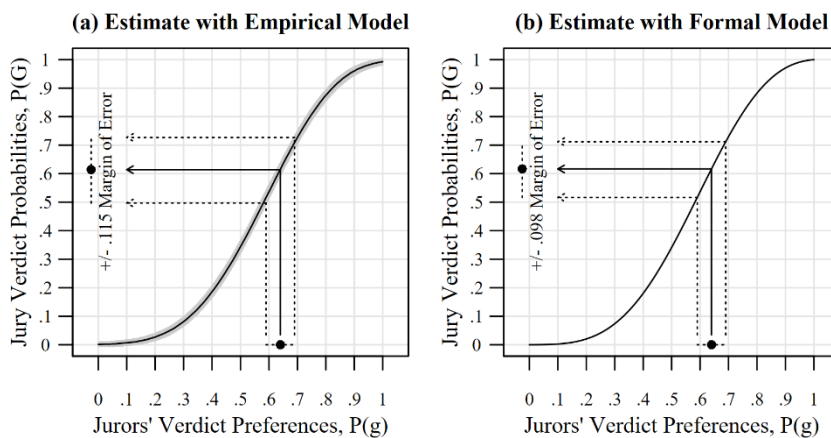 (a) Estimate with Empirical Model
(b) Estimate with Formal Model
Jury Verdict Probabilities, P(G)
1
.9
.8
.7
.6
.5
.4
.3
.2
.1
0
+/- .115 Margin of Error
0 .1 .2 .3 .4 .5 .6 .7 .8 .9 1
Jurors' Verdict Preferences, P(g)
Jury Verdict Probabilities, P(G)
1
.9
.8
.7
.6
.5
.4
.3
.2
.1
0
+/- .098 Margin of Error
0 .1 .2 .3 .4 .5 .6 .7 .8 .9 1
Jurors' Verdict Preferences, P(g)